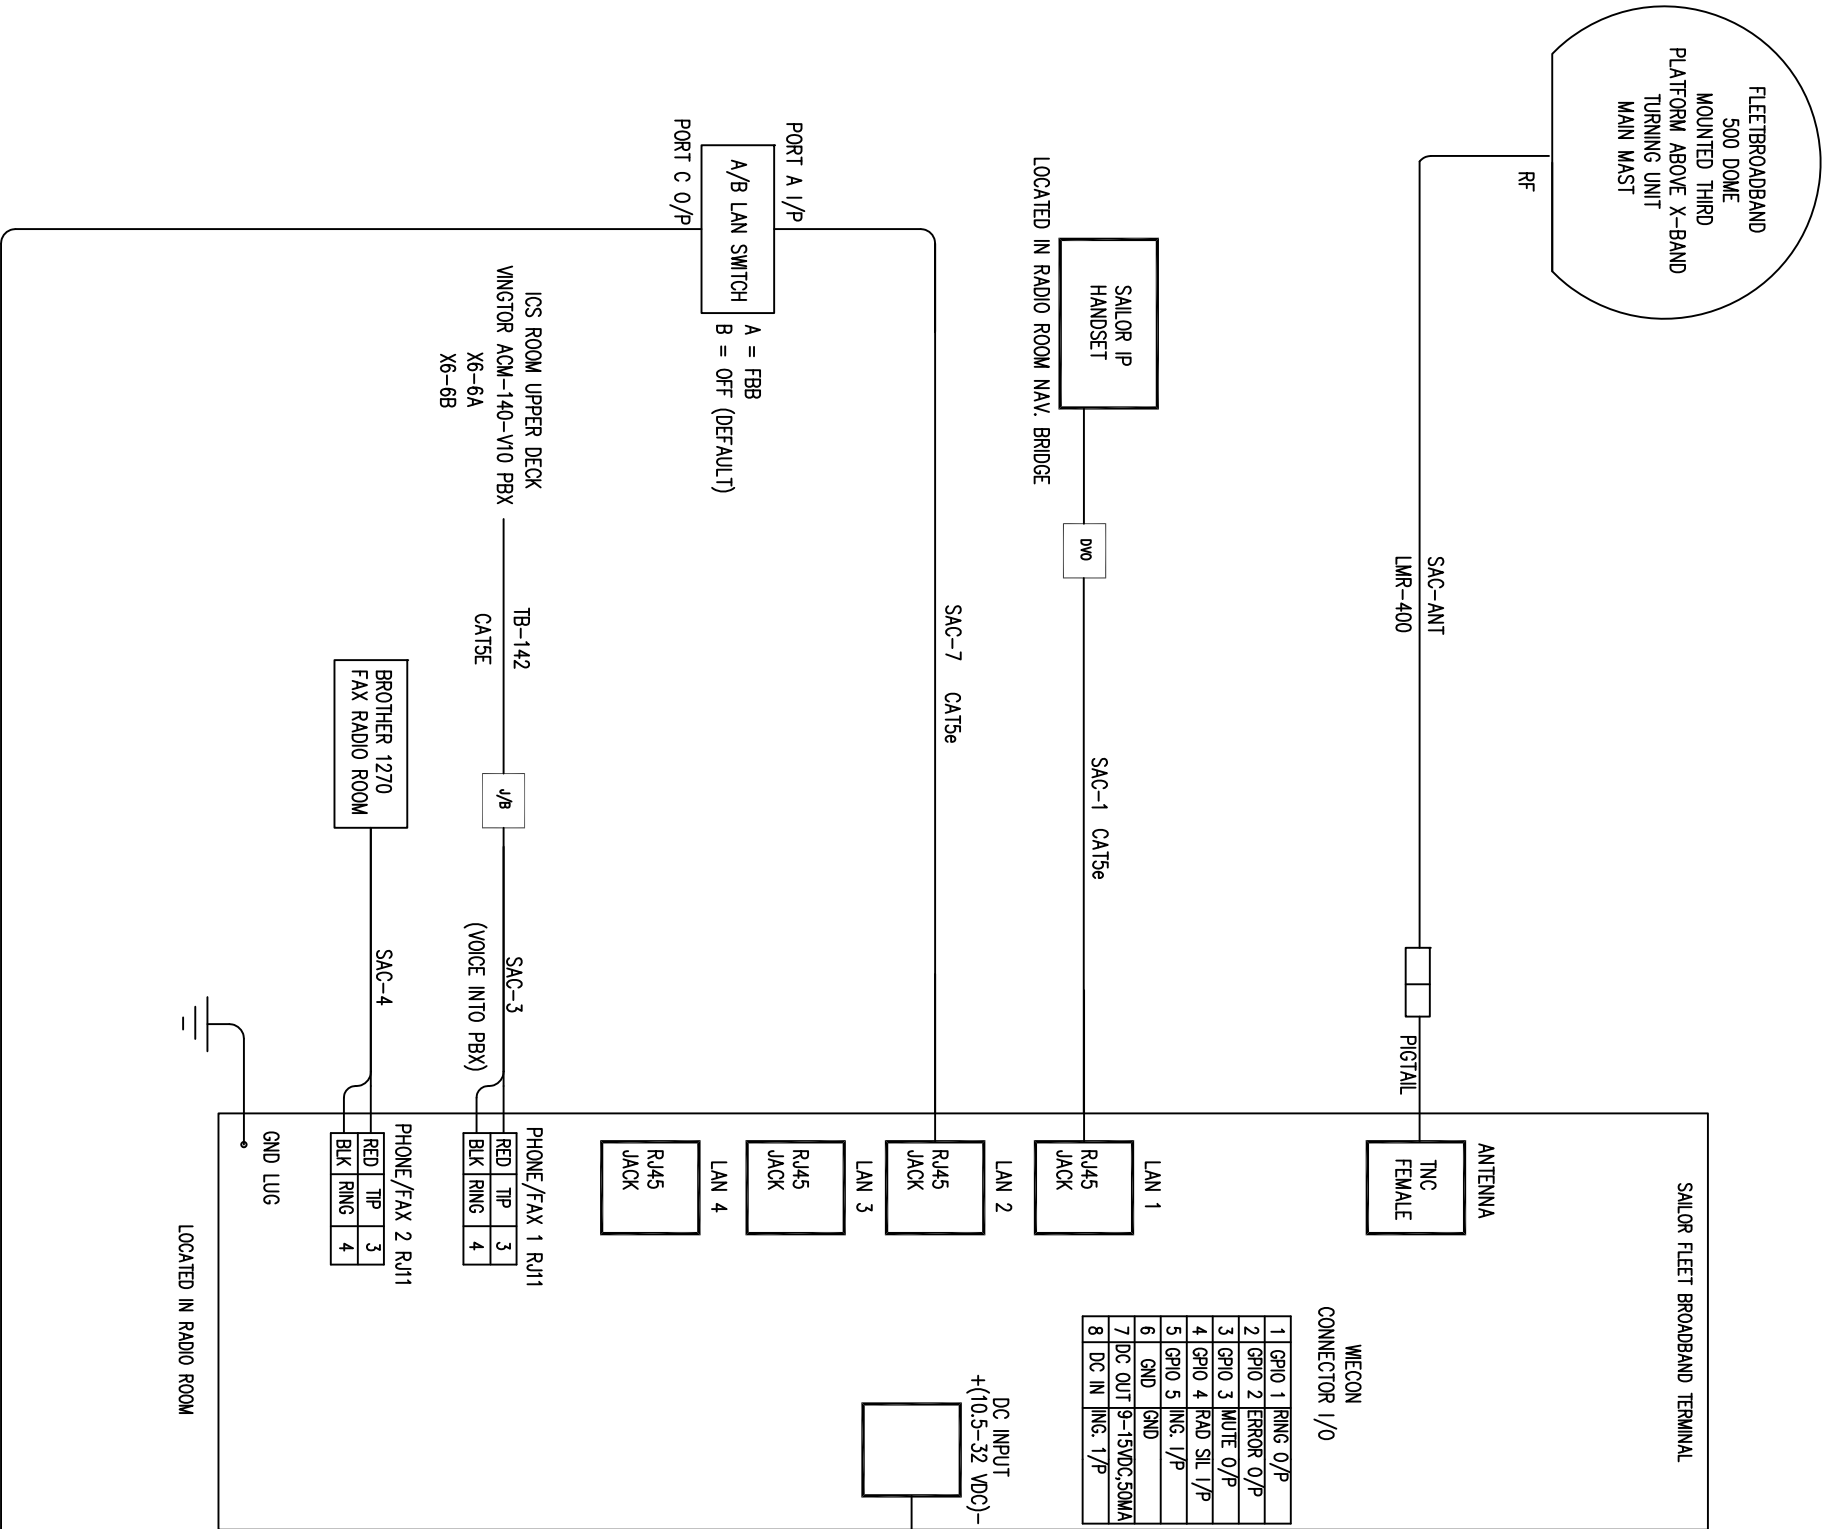 FLEETBROADBAND
500 DOME
MOUNTED THIRD
PLATFORM ABOVE X-BAND
TURNING UNIT
MAIN MAST
RF
SAC-ANT
LMR-400
PIGTAIL
ANTENNA
TNC
FEMALE
SAILOR FLEET BROADBAND TERMINAL
WIECON
CONNECTOR I/O
1 GPIO 1 RING O/P
2 GPIO 2 ERROR O/P
3 GPIO 3 MUTE O/P
4 GPIO 4 RAD SIL I/P
5 GPIO 5 ING. I/P
6 GND GND
7 DC OUT 9-15VDC,50MA
8 DC IN ING. 1/P
SAILOR IP
HANDSET
LOCATED IN RADIO ROOM NAV. BRIDGE
DVO
SAC-1 CAT5e
LAN 1
RJ45
JACK
PORT A I/P
A/B LAN SWITCH
PORT C O/P
A = FBB
B = OFF (DEFAULT)
SAC-7 CAT5e
LAN 2
RJ45
JACK
LAN 3
RJ45
JACK
LAN 4
RJ45
JACK
DC INPUT
+(10.5-32 VDC)-
ICS ROOM UPPER DECK
VINGTOR ACM-140-V10 PBX
X6-6A
X6-6B
TB-142
CAT5E
J/B
SAC-3
(VOICE INTO PBX)
PHONE/FAX 1 RJ11
RED TIP 3
BLK RING 4
BROTHER 1270
FAX RADIO ROOM
SAC-4
PHONE/FAX 2 RJ11
RED TIP 3
BLK RING 4
GND LUG
LOCATED IN RADIO ROOM